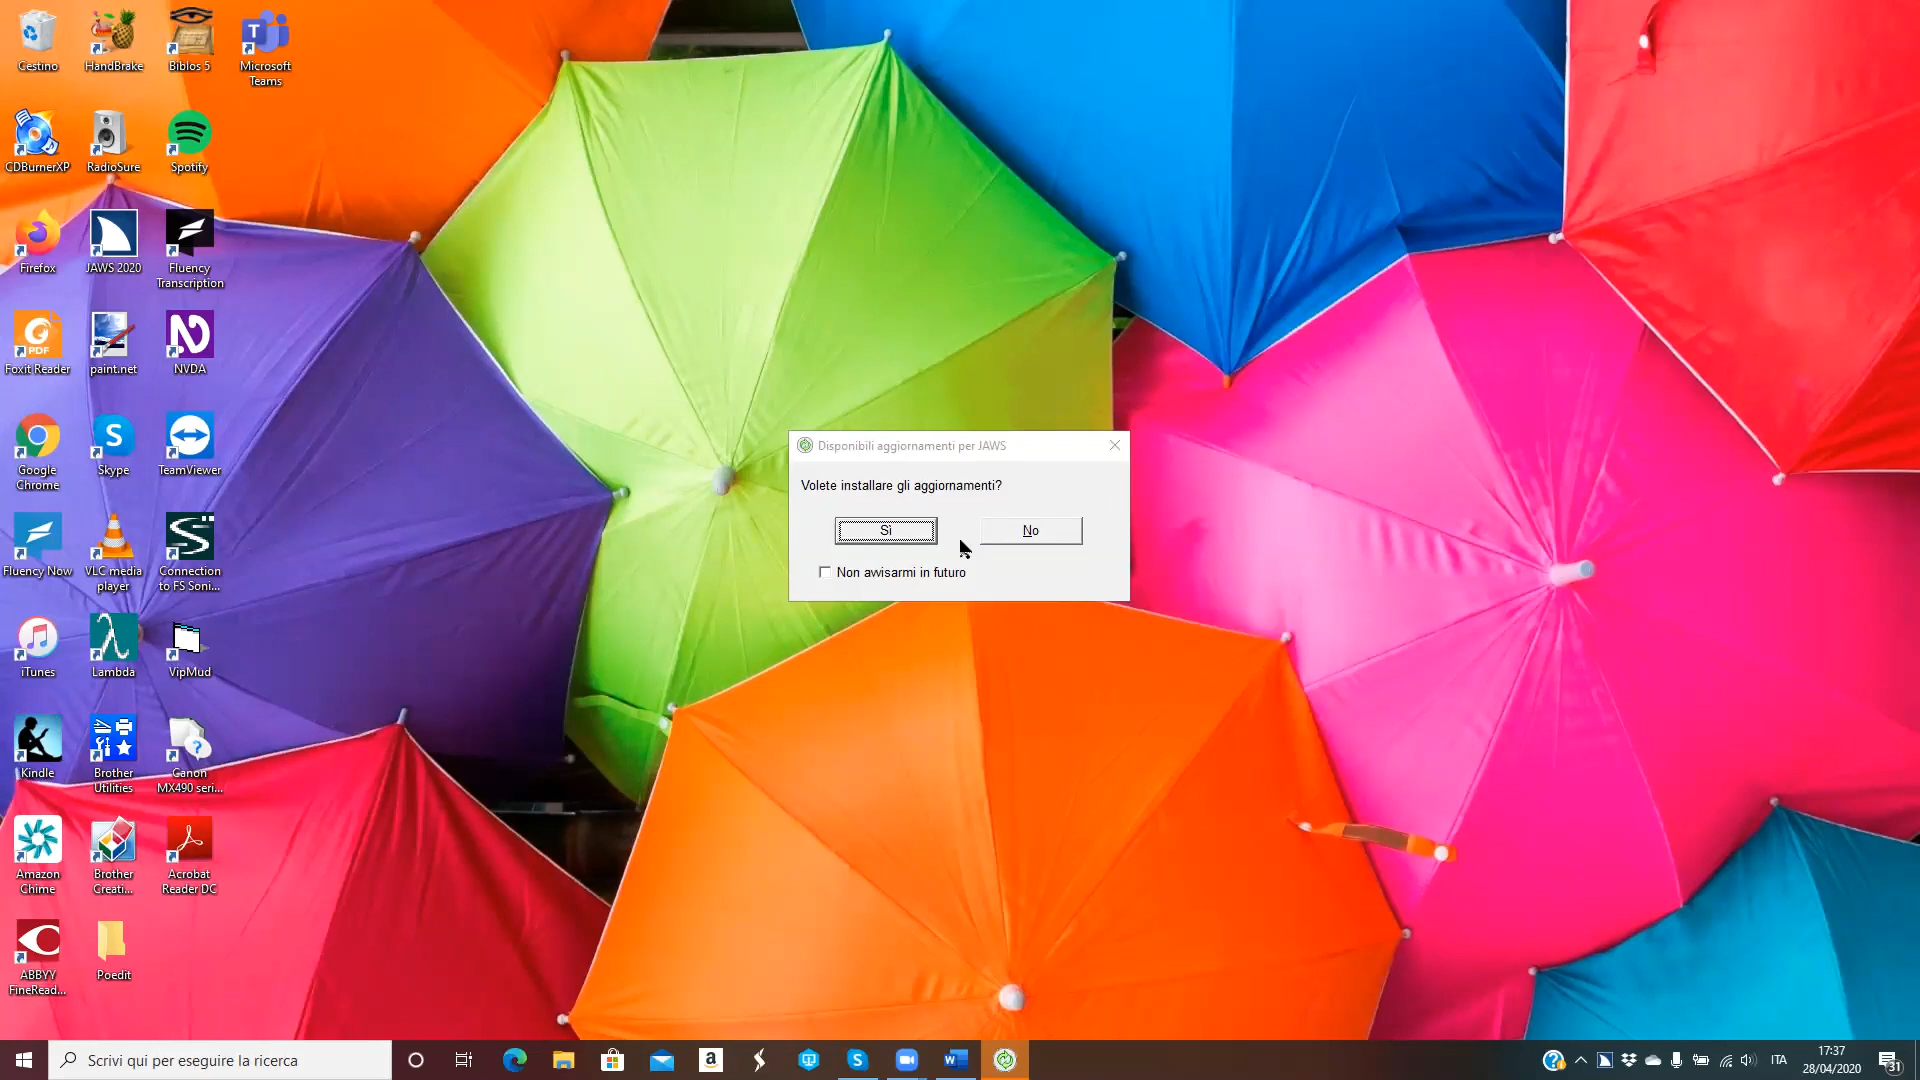 Cestino
HandBrake
Biblos 5
Microsoft
Teams
CDBurnerXP
RadioSure
Spotify
Firefox
JAWS 2020
Fluency
Transcription
PDF
Foxit Reader
paint.net
NVDA
Google
Chrome
Skype
TeamViewer
Fluency Now
VLC media
player
Connection
to FS Soni...
iTunes
Lambda
VipMud
Kindle
Brother
Utilities
Canon
MX490 seri...
Amazon
Chime
Brother
Creati...
Acrobat
Reader DC
ABBYY
FineRead...
Poedit
Disponibili aggiornamenti per JAWS
Volete installare gli aggiornamenti?
Sì
No
Non avvisarmi in futuro
Scrivi qui per eseguire la ricerca
ITA
17:37
28/04/2020
31